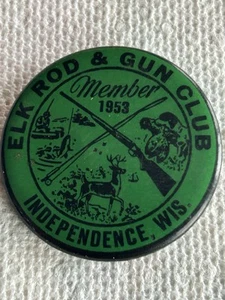 ELK ROD & GUN CLUB
Member
1953
INDEPENDENCE, WIS.